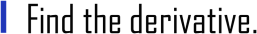 Find the derivative.